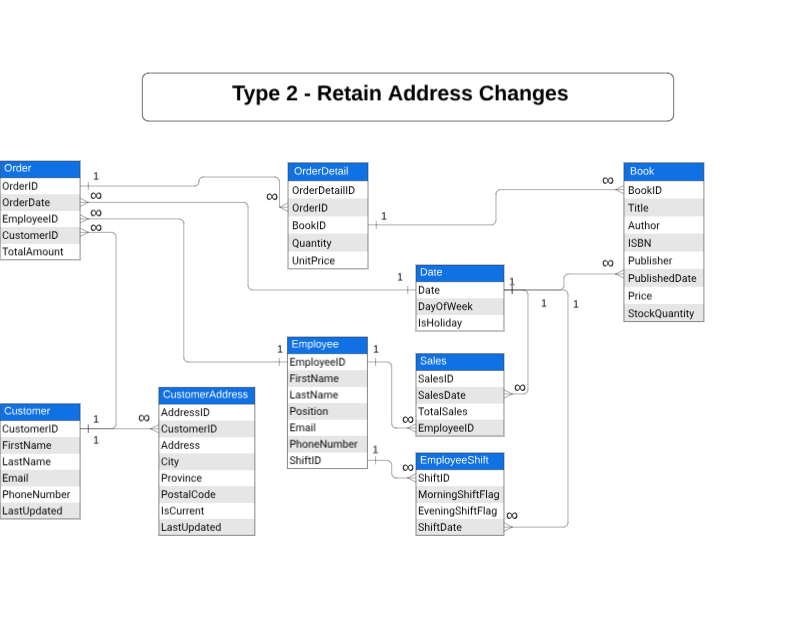 Type 2 - Retain Address Changes
Order
OrderID
OrderDate
EmployeeID
CustomerID
TotalAmount
1
∞
∞
∞
OrderDetail
OrderDetailID
OrderID
BookID
Quantity
UnitPrice
∞
1
Book
BookID
Title
Author
ISBN
Publisher
PublishedDate
Price
StockQuantity
∞
∞
Date
Date
DayOfWeek
IsHoliday
1
1
1
1
Employee
EmployeeID
FirstName
LastName
Position
Email
PhoneNumber
ShiftID
1
1
1
Sales
SalesID
SalesDate
TotalSales
EmployeeID
∞
∞
EmployeeShift
ShiftID
MorningShiftFlag
EveningShiftFlag
ShiftDate
∞
∞
Customer
CustomerID
FirstName
LastName
Email
PhoneNumber
LastUpdated
1
1
CustomerAddress
AddressID
CustomerID
Address
City
Province
PostalCode
IsCurrent
LastUpdated
∞